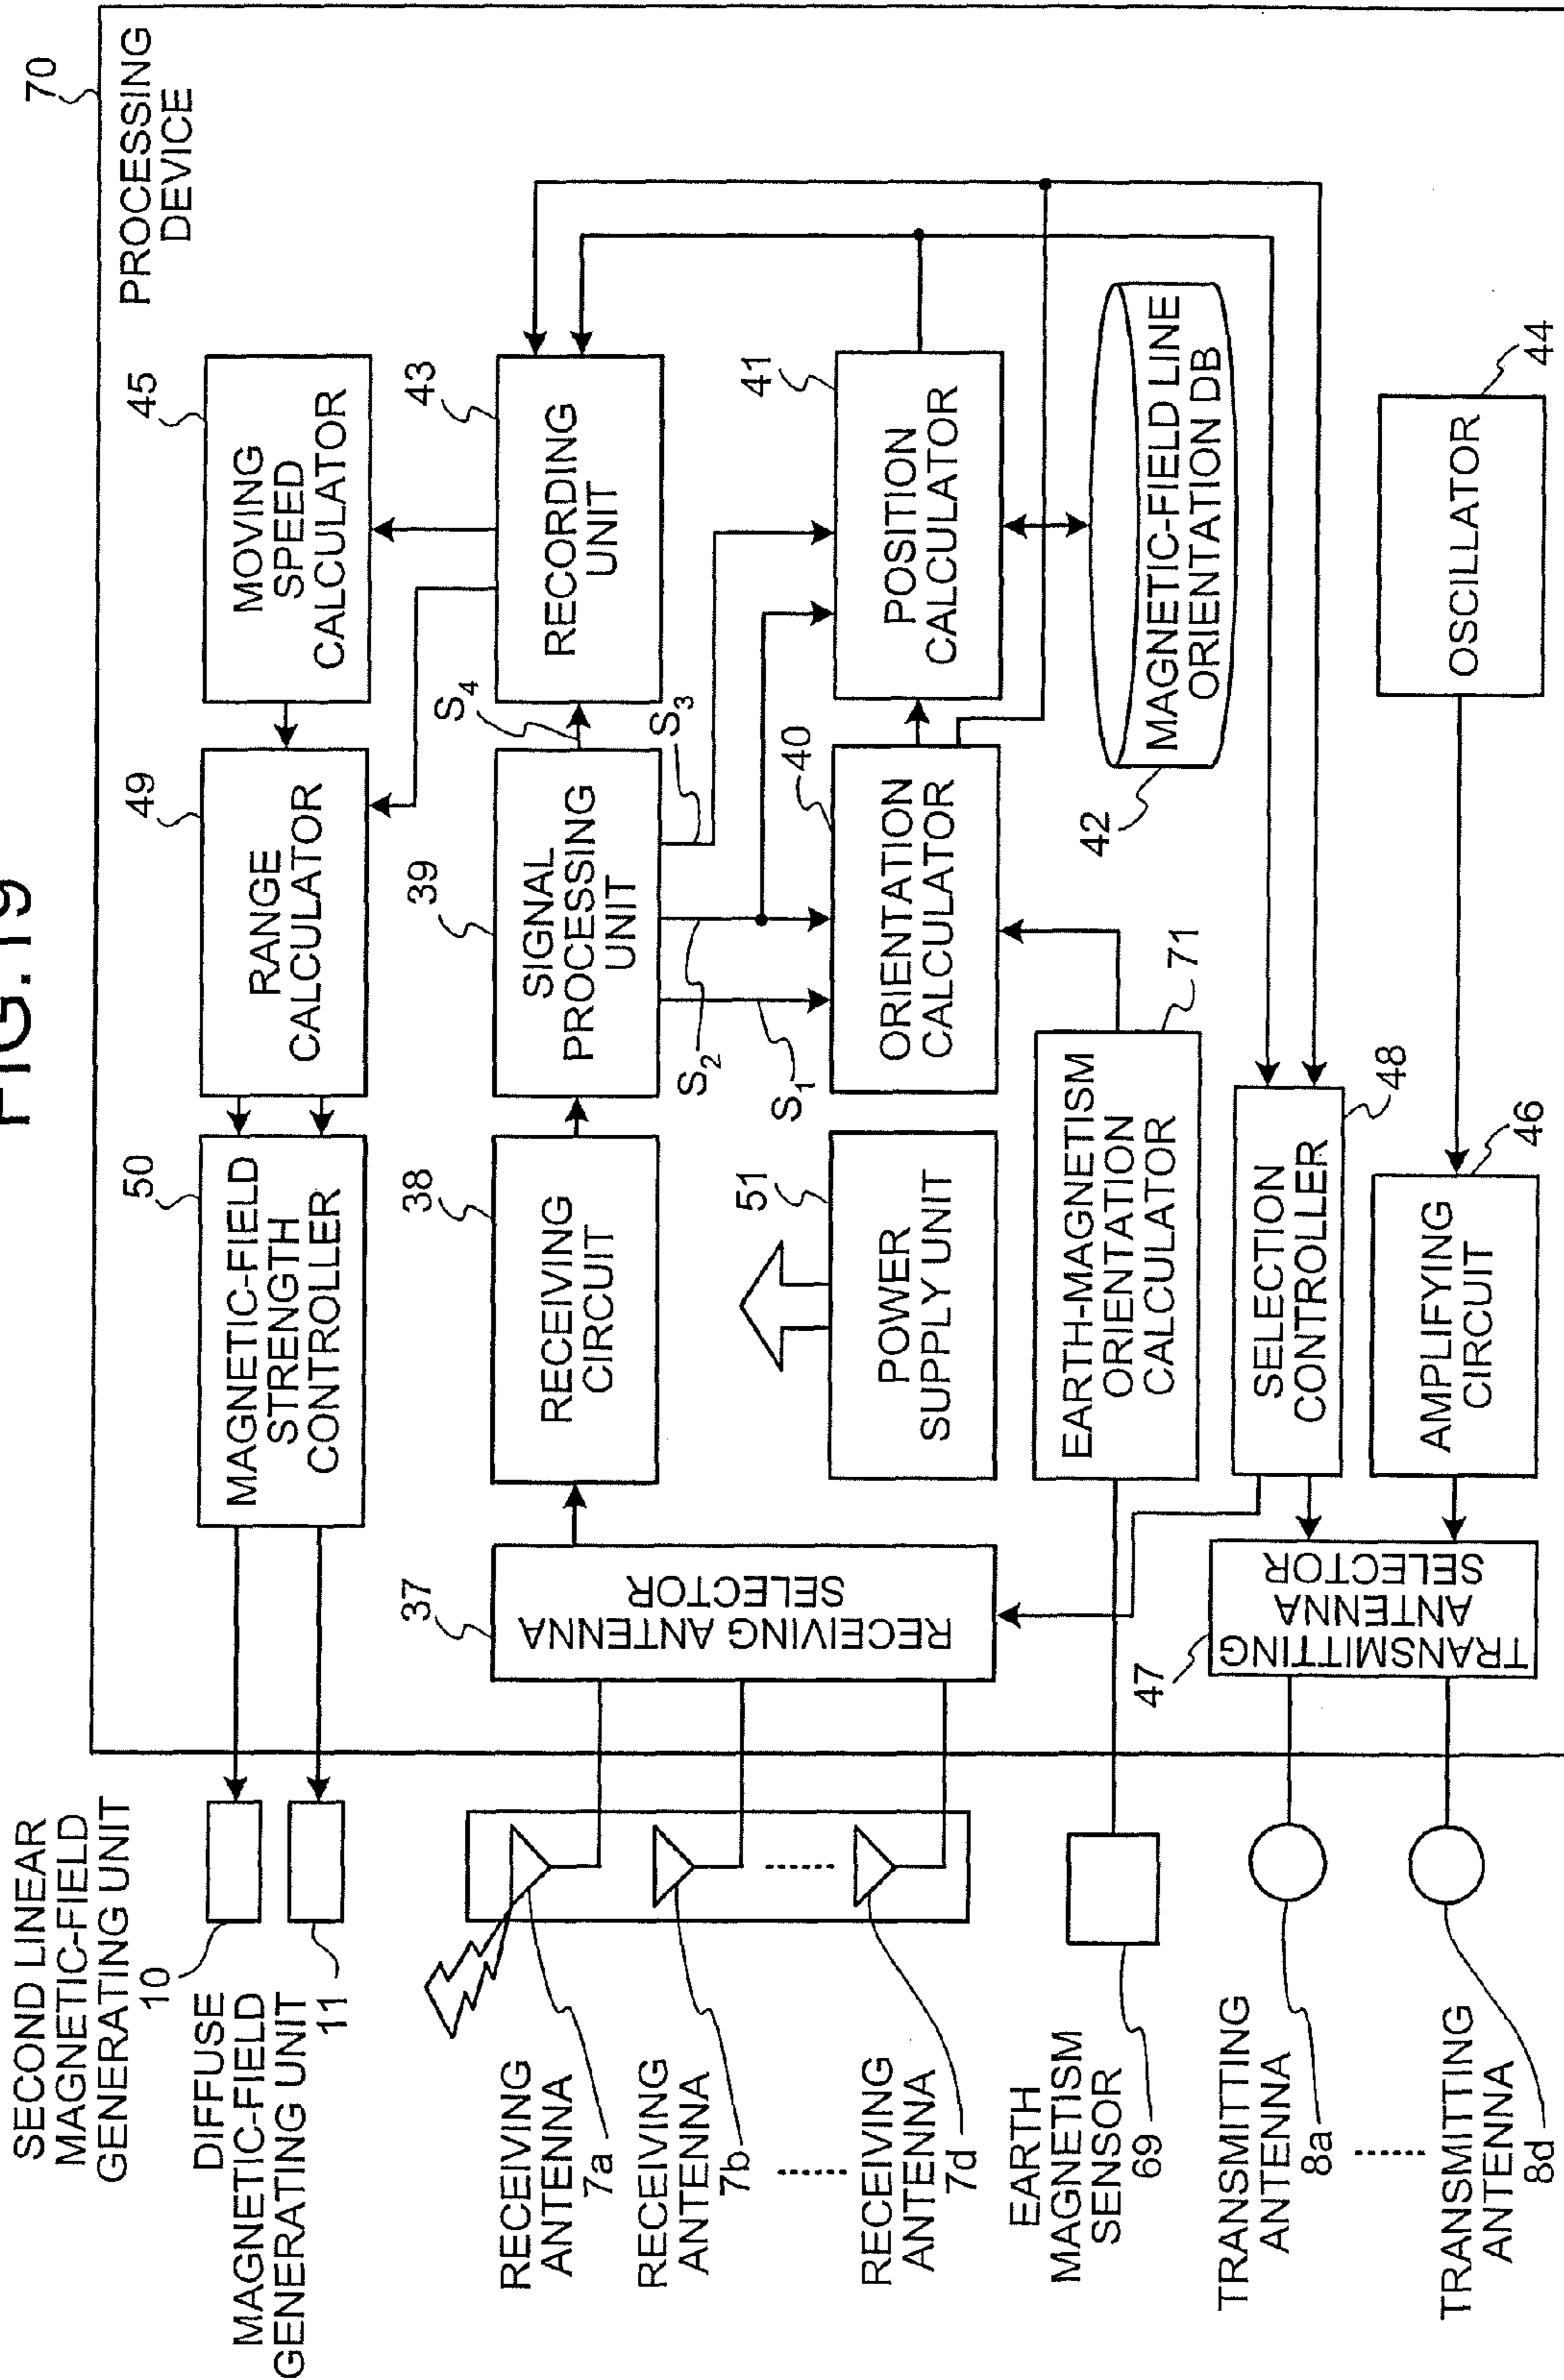 FIG.19
70
PROCESSING
DEVICE
SECOND LINEAR
MAGNETIC-FIELD
GENERATING UNIT
10
DIFFUSE
MAGNETIC-FIELD
GENERATING UNIT
11
50
MAGNETIC-FIELD
STRENGTH
CONTROLLER
49
RANGE
CALCULATOR
45
MOVING
SPEED
CALCULATOR
RECEIVING
ANTENNA
7a
RECEIVING
ANTENNA
7b
RECEIVING
ANTENNA
7d
37
RECEIVING ANTENNA
SELECTOR
38
RECEIVING
CIRCUIT
39
SIGNAL
PROCESSING
UNIT
S4
43
RECORDING
UNIT
S3
S2
S1
51
POWER
SUPPLY UNIT
40
ORIENTATION
CALCULATOR
41
POSITION
CALCULATOR
EARTH
MAGNETISM
SENSOR
69
EARTH-MAGNETISM
ORIENTATION
CALCULATOR
71
42
MAGNETIC-FIELD LINE
ORIENTATION DB
TRANSMITTING
ANTENNA
8a
TRANSMITTING
ANTENNA
8d
47
TRANSMITTING
ANTENNA
SELECTOR
SELECTION
CONTROLLER
48
AMPLIFYING
CIRCUIT
46
OSCILLATOR
44